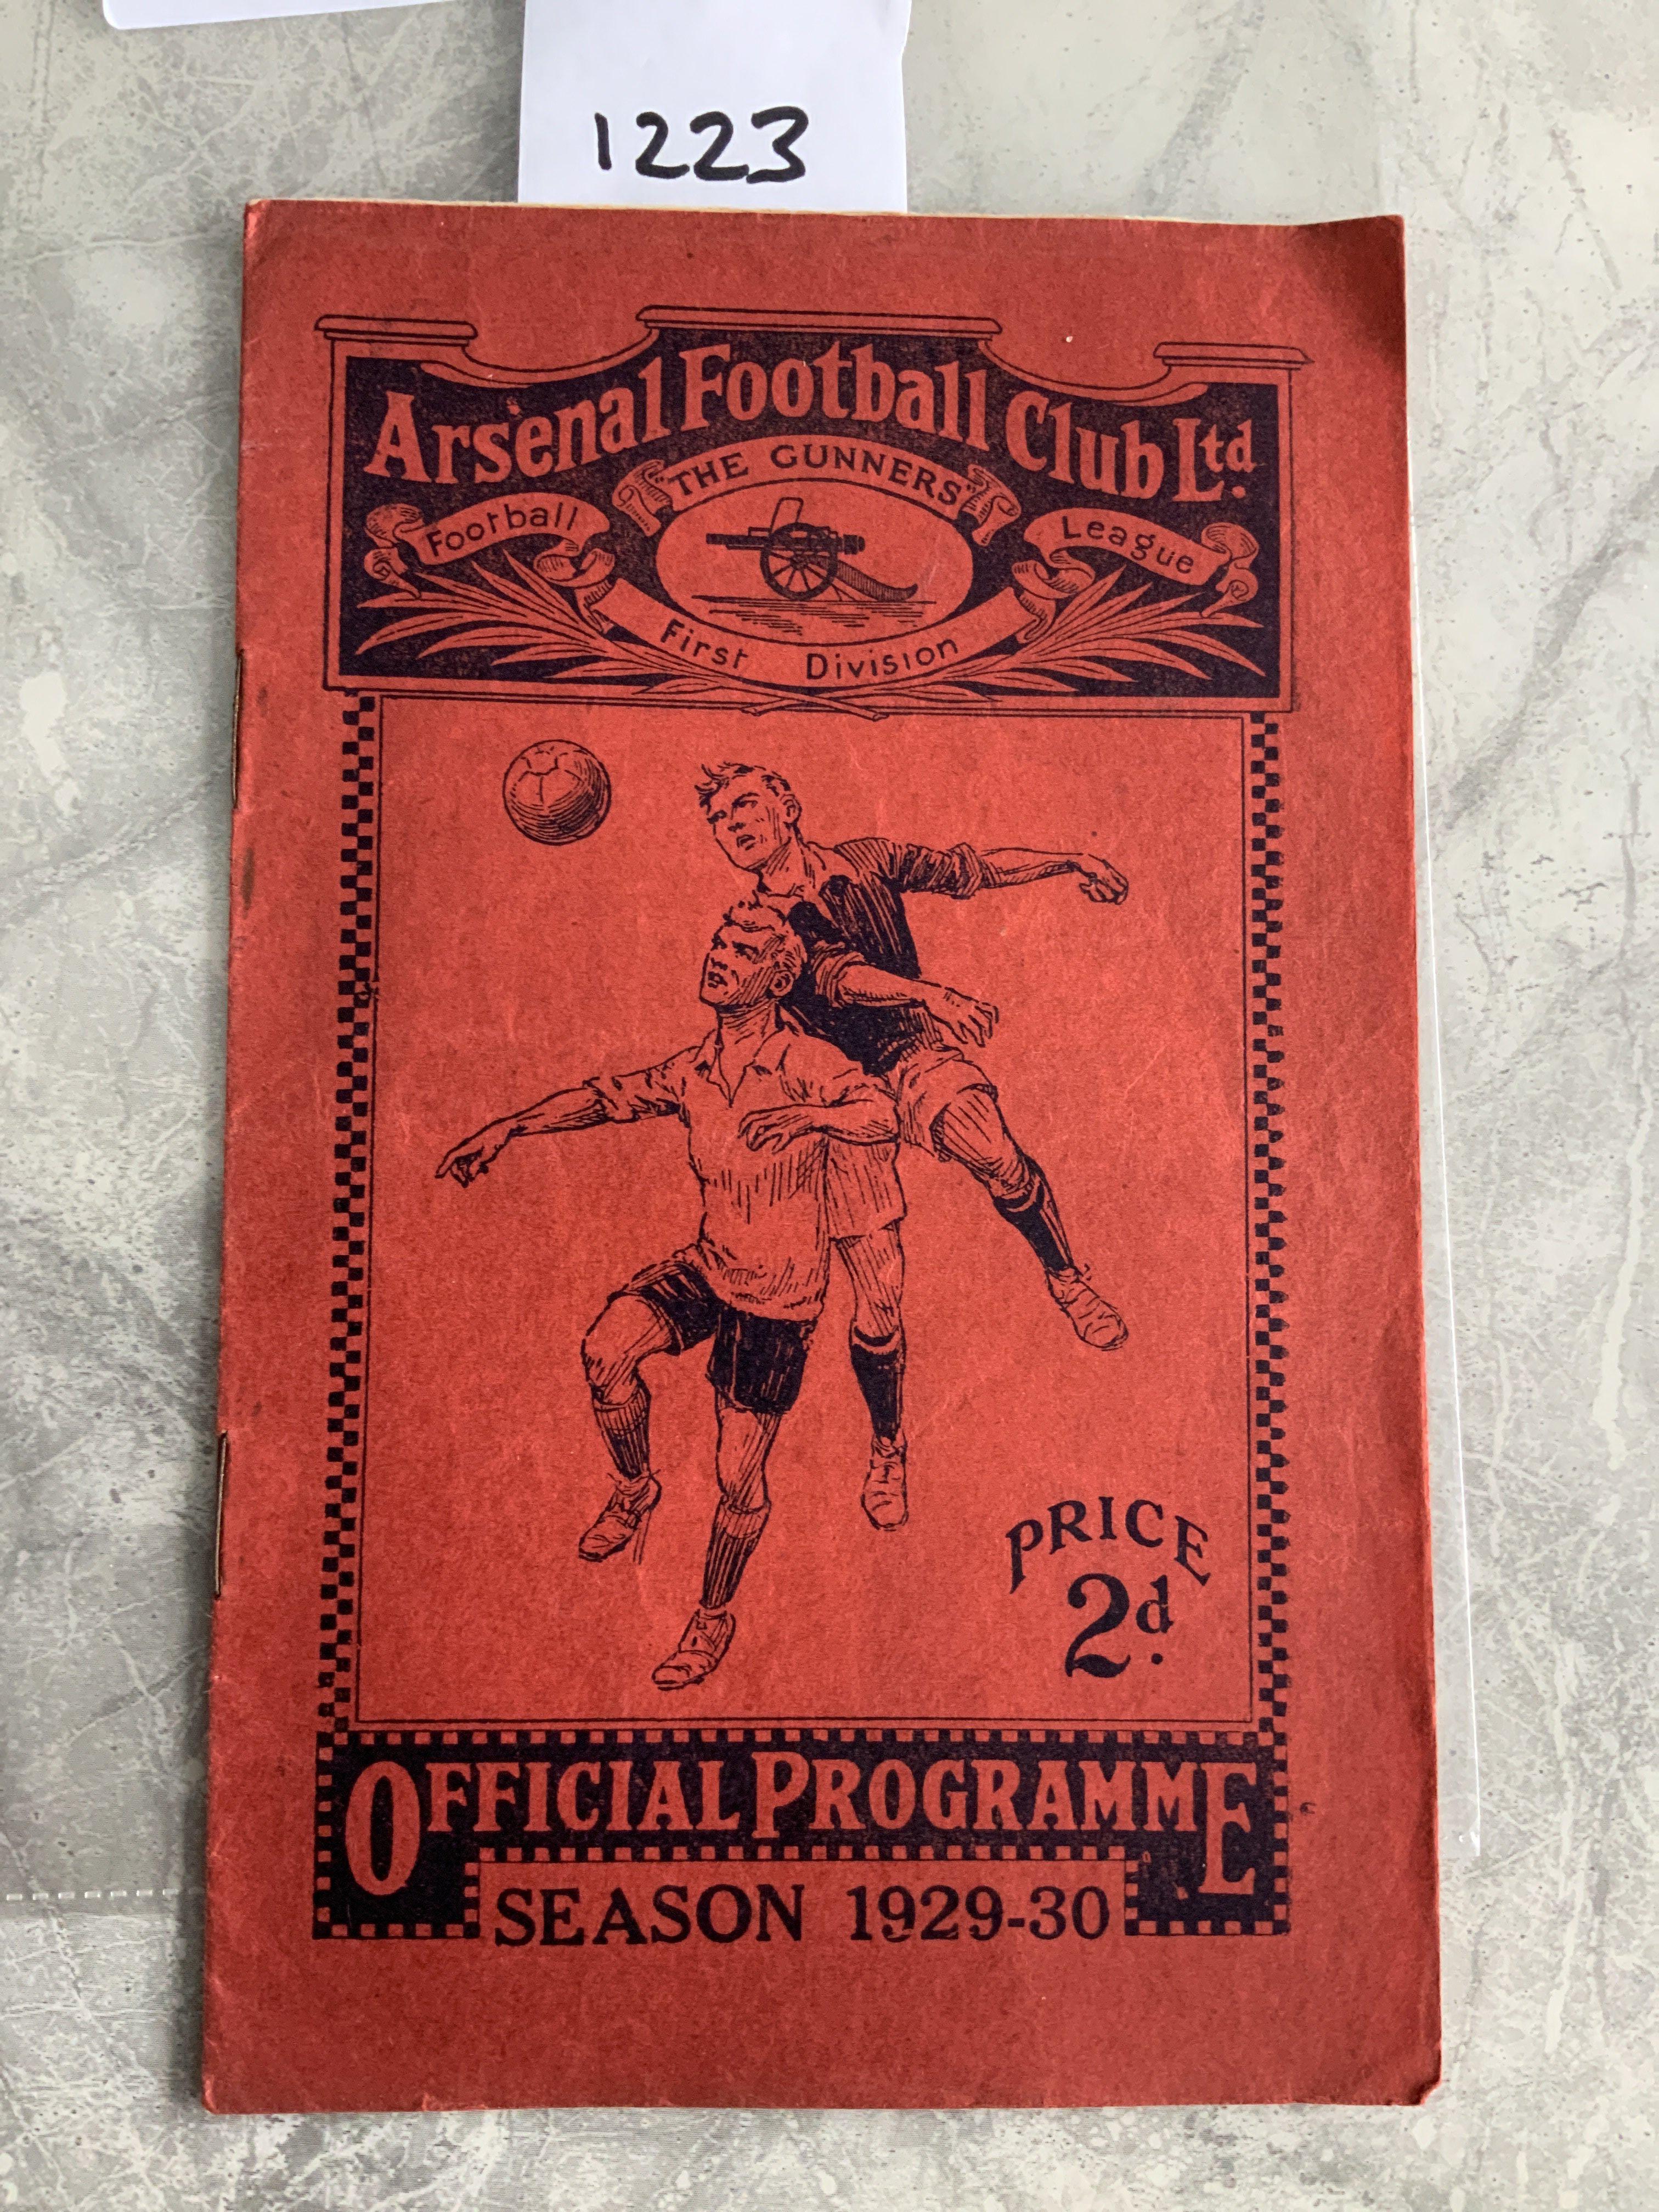 1223
Arsenal Football Club Ltd.
"THE GUNNERS"
Football League
First Division
PRICE
2d.
OFFICIAL PROGRAMME
SEASON 1929-30